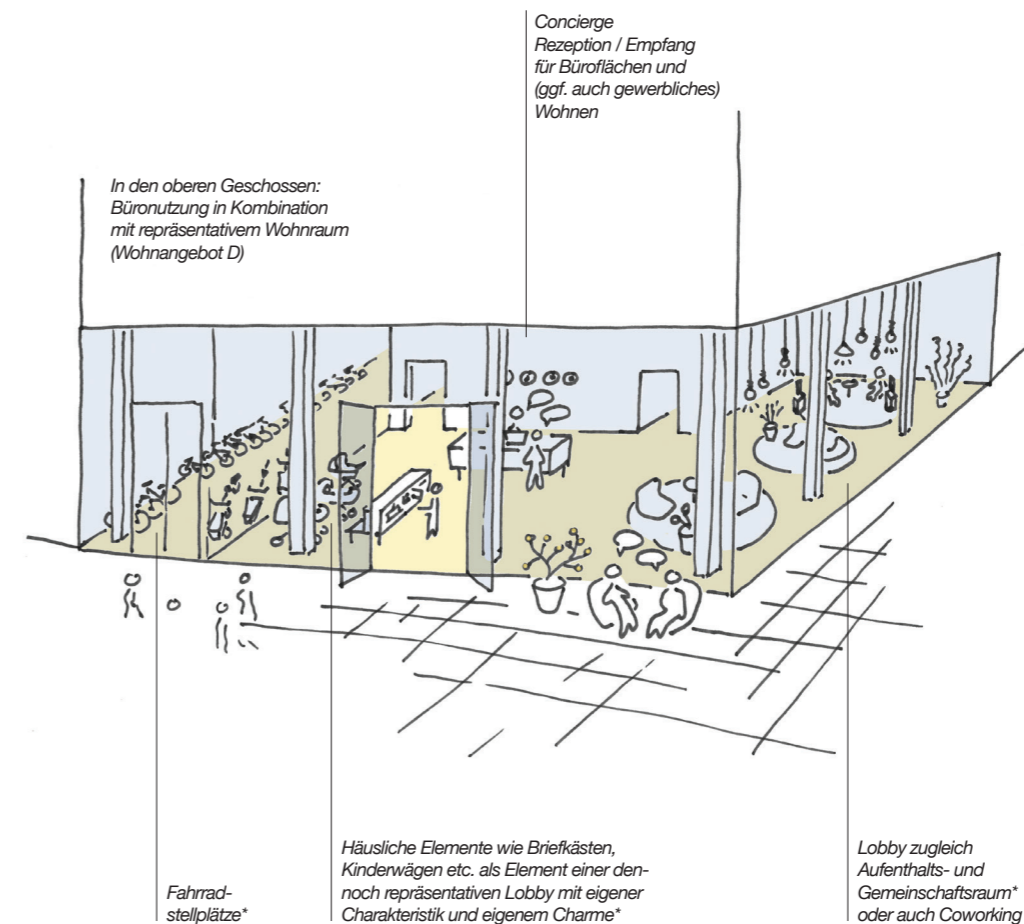 Concierge
Rezeption / Empfang
für Büroflächen und
(ggf. auch gewerbliches)
Wohnen
In den oberen Geschossen:
Büronutzung in Kombination
mit repräsentativem Wohnraum
(Wohnangebot D)
Fahrrad-
stellplätze*
Häusliche Elemente wie Briefkästen,
Kinderwägen etc. als Element einer den-
noch repräsentativen Lobby mit eigener
Charakteristik und eigenem Charme*
Lobby zugleich
Aufenthalts- und
Gemeinschaftsraum*
oder auch Coworking